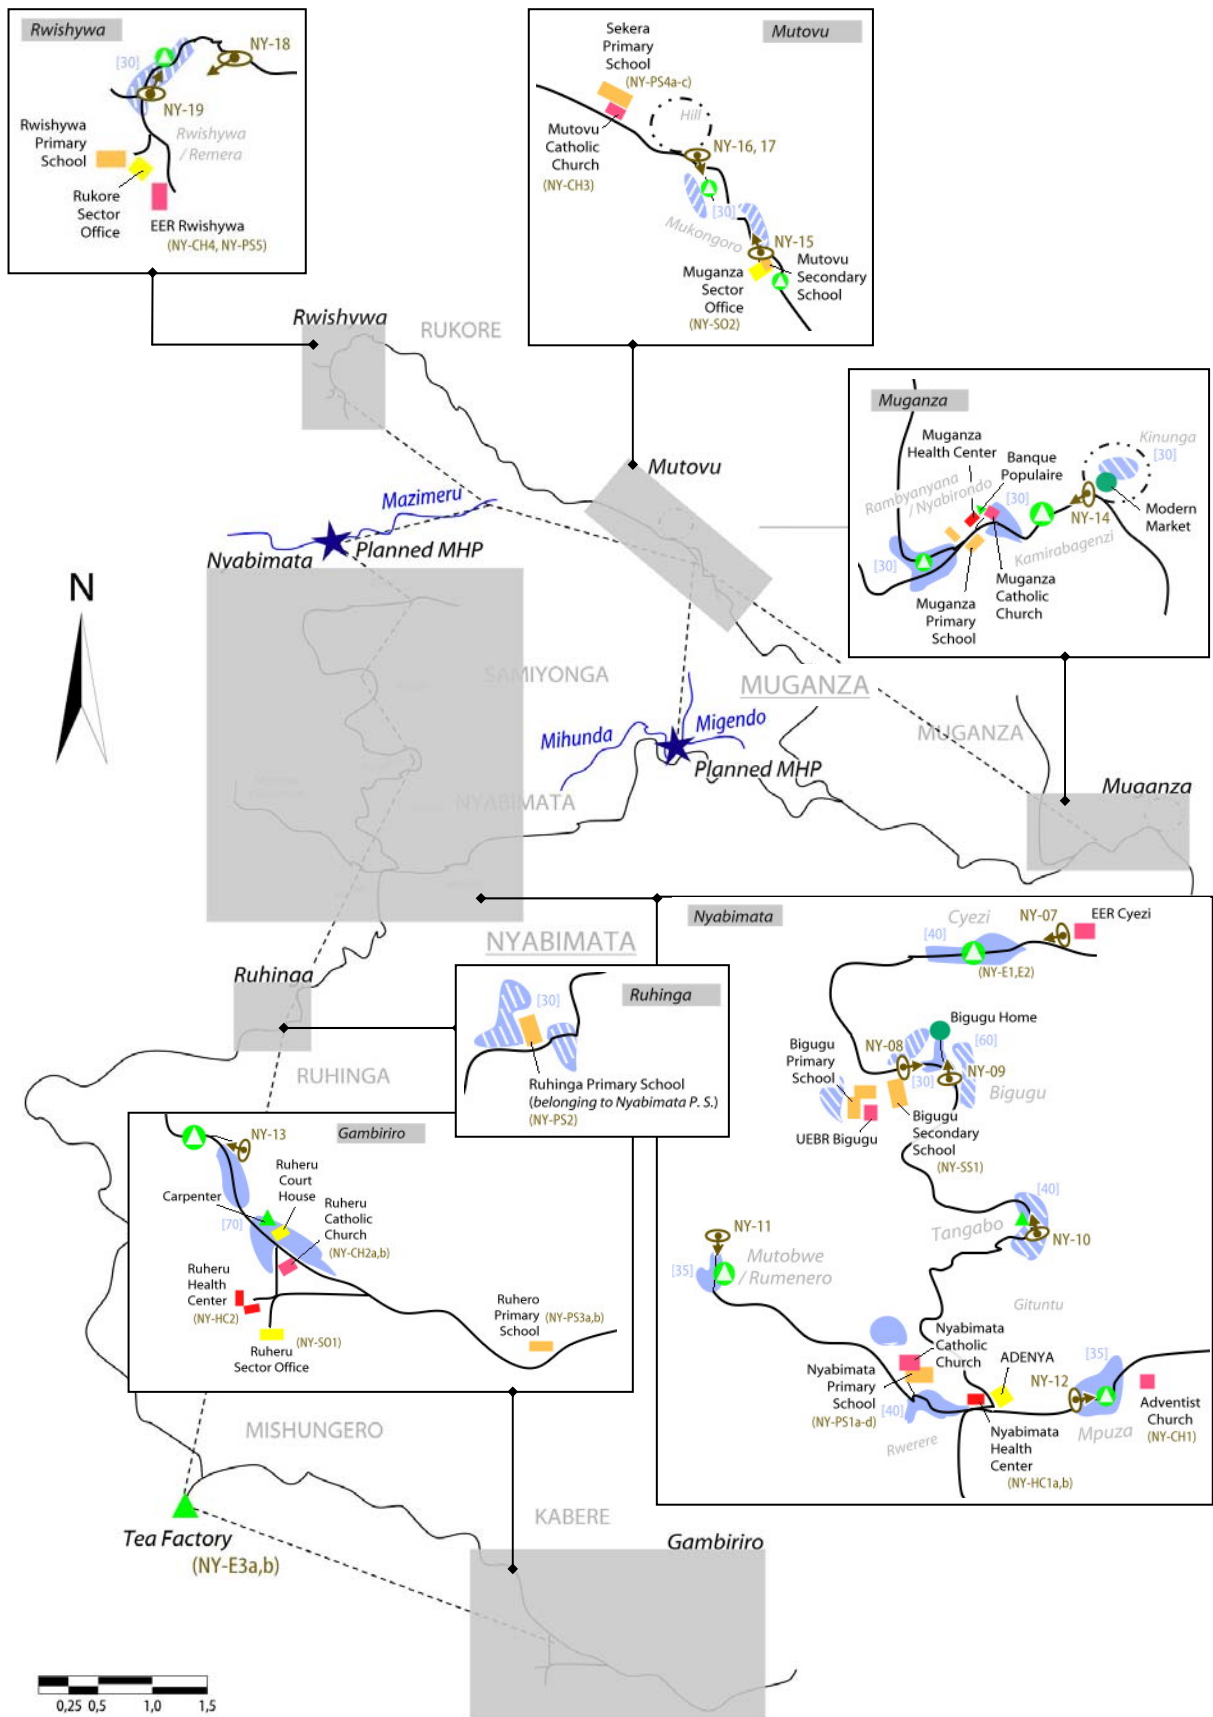 Rwishywa
[30]
NY-18
NY-19
Rwishywa
Primary
School
Rwishywa
/ Remera
Rukore
Sector
Office
EER Rwishywa
(NY-CH4, NY-PS5)
Sekera
Primary
School
(NY-PS4a-c)
Mutovu
Hill
Mutovu
Catholic
Church
(NY-CH3)
NY-16, 17
[30]
Mukongoro
NY-15
Mutovu
Secondary
School
Muganza
Sector
Office
(NY-SO2)
Rwishywa
RUKORE
Muganza
Muganza
Health Center
Banque
Populaire
Kinunga
[30]
Rambyanyana
/ Nyabirondo
[30]
NY-14
Modern
Market
Kamirabagenzi
[30]
Muganza
Catholic
Church
Muganza
Primary
School
Mutovu
Mazimeru
Planned MHP
Nyabimata
N
SAMIYONGA
MUGANZA
Mihunda
Migendo
Planned MHP
MUGANZA
NYABIMATA
Muganza
NYABIMATA
Nyabimata
Cyezi
NY-07
EER Cyezi
[40]
(NY-E1,E2)
Bigugu Home
Bigugu
Primary
School
NY-08
[60]
[30]
NY-09
Bigugu
UEBR Bigugu
Bigugu
Secondary
School
(NY-SS1)
[40]
Tangabo
NY-10
NY-11
Mutobwe
/ Rumenero
[35]
Gituntu
Nyabimata
Catholic
Church
ADENYA
[35]
Nyabimata
Primary
School
(NY-PS1a-d)
[40]
NY-12
Rwerere
Nyabimata
Health
Center
(NY-HC1a,b)
Mpuza
Adventist
Church
(NY-CH1)
Ruhinga
[30]
Ruhinga
Ruhinga Primary School
(belonging to Nyabimata P. S.)
(NY-PS2)
RUHINGA
NY-13
Gambiriro
Ruheru
Court
House
Carpenter
Ruheru
Catholic
Church
(NY-CH2a,b)
[70]
Ruheru
Health
Center
(NY-HC2)
Ruhero
Primary
School
(NY-PS3a,b)
(NY-SO1)
Ruheru
Sector Office
MISHUNGERO
Tea Factory
(NY-E3a,b)
KABERE
Gambiriro
0,25 0,5 1,0 1,5